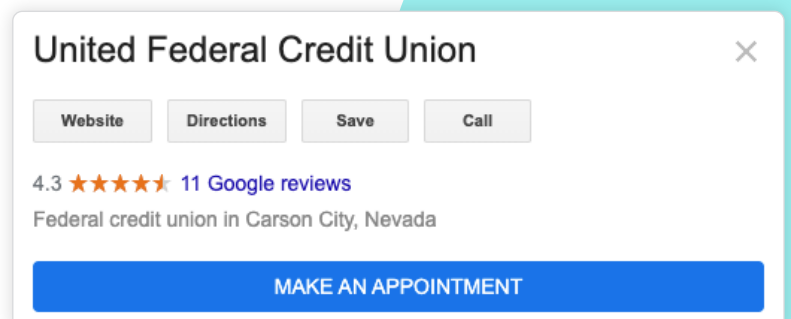 United Federal Credit Union
Website Directions Save Call
4.3 11 Google reviews
Federal credit union in Carson City, Nevada
MAKE AN APPOINTMENT